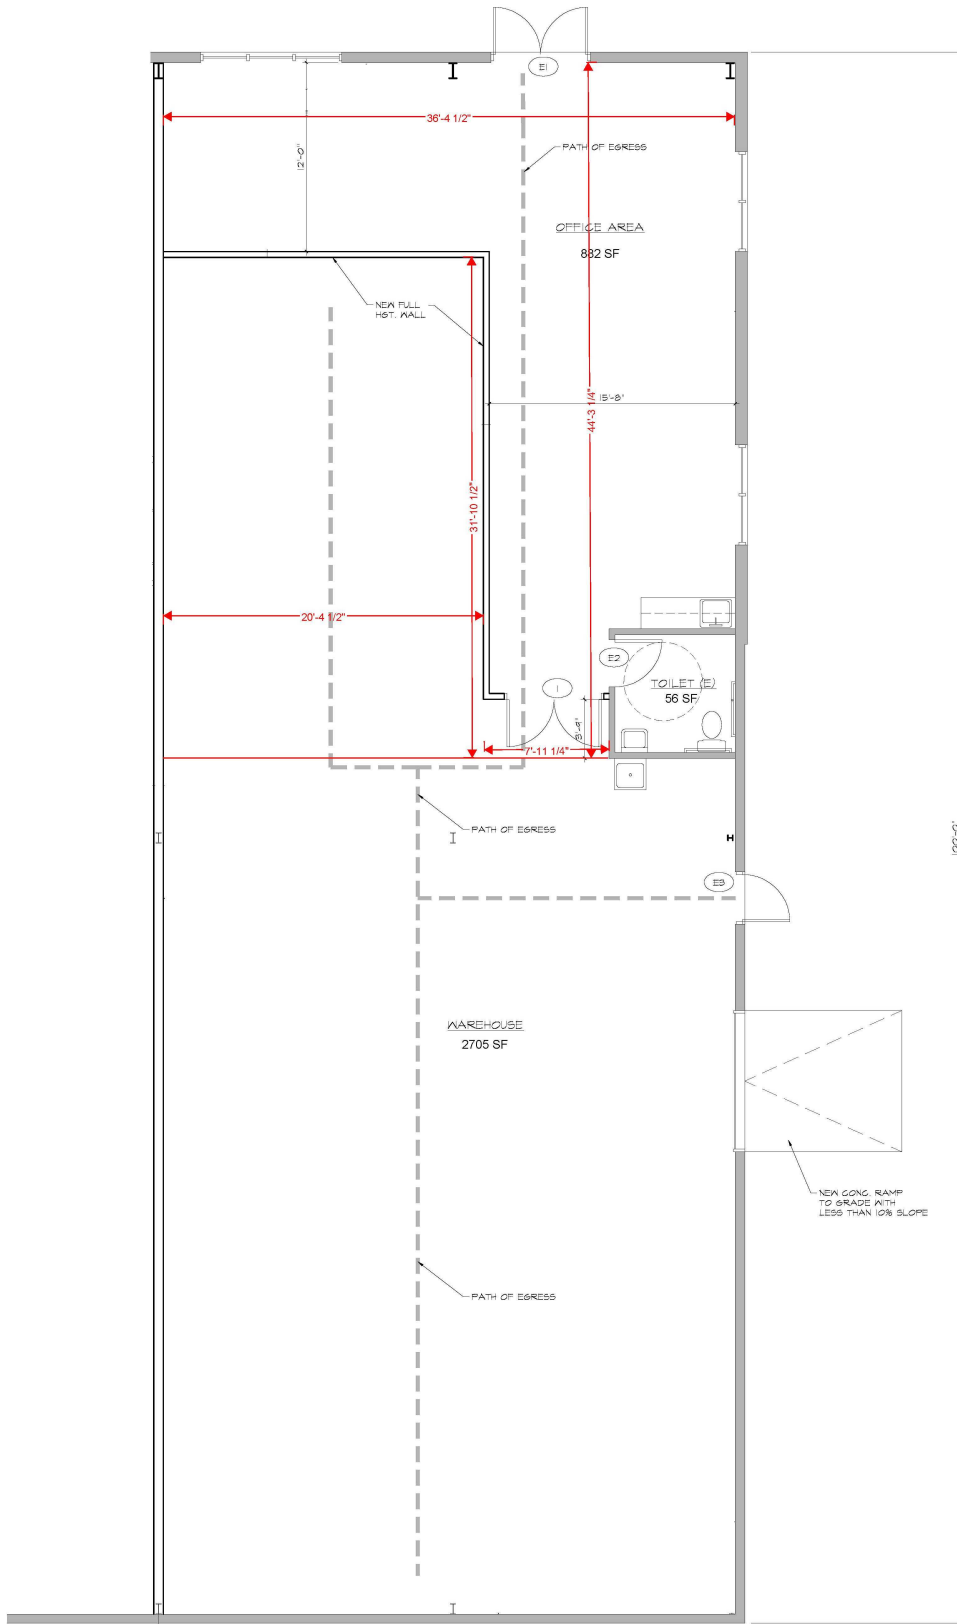 E1
36'-4 1/2"
PATH OF EGRESS
12'-0"
OFFICE AREA
882 SF
NEW FULL
HGT. WALL
15'-8"
44'-3 1/4"
31'-10 1/2"
20'-4 1/2"
E2
TOILET (E)
56 SF
1
3'-9"
7'-11 1/4"
PATH OF EGRESS
E3
WAREHOUSE
2705 SF
NEW CONC. RAMP
TO GRADE WITH
LESS THAN 10% SLOPE
PATH OF EGRESS